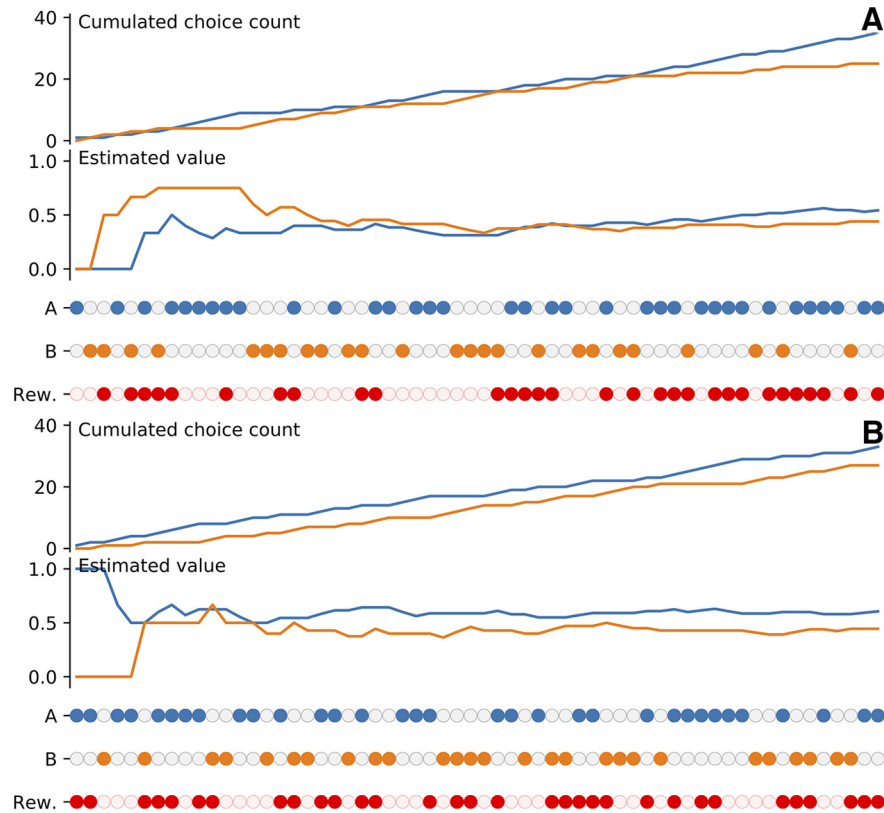 A
Cumulated choice count
40
20
0
Estimated value
1.0
0.5
0.0
A
B
Rew.
B
Cumulated choice count
40
20
0
Estimated value
1.0
0.5
0.0
A
B
Rew.